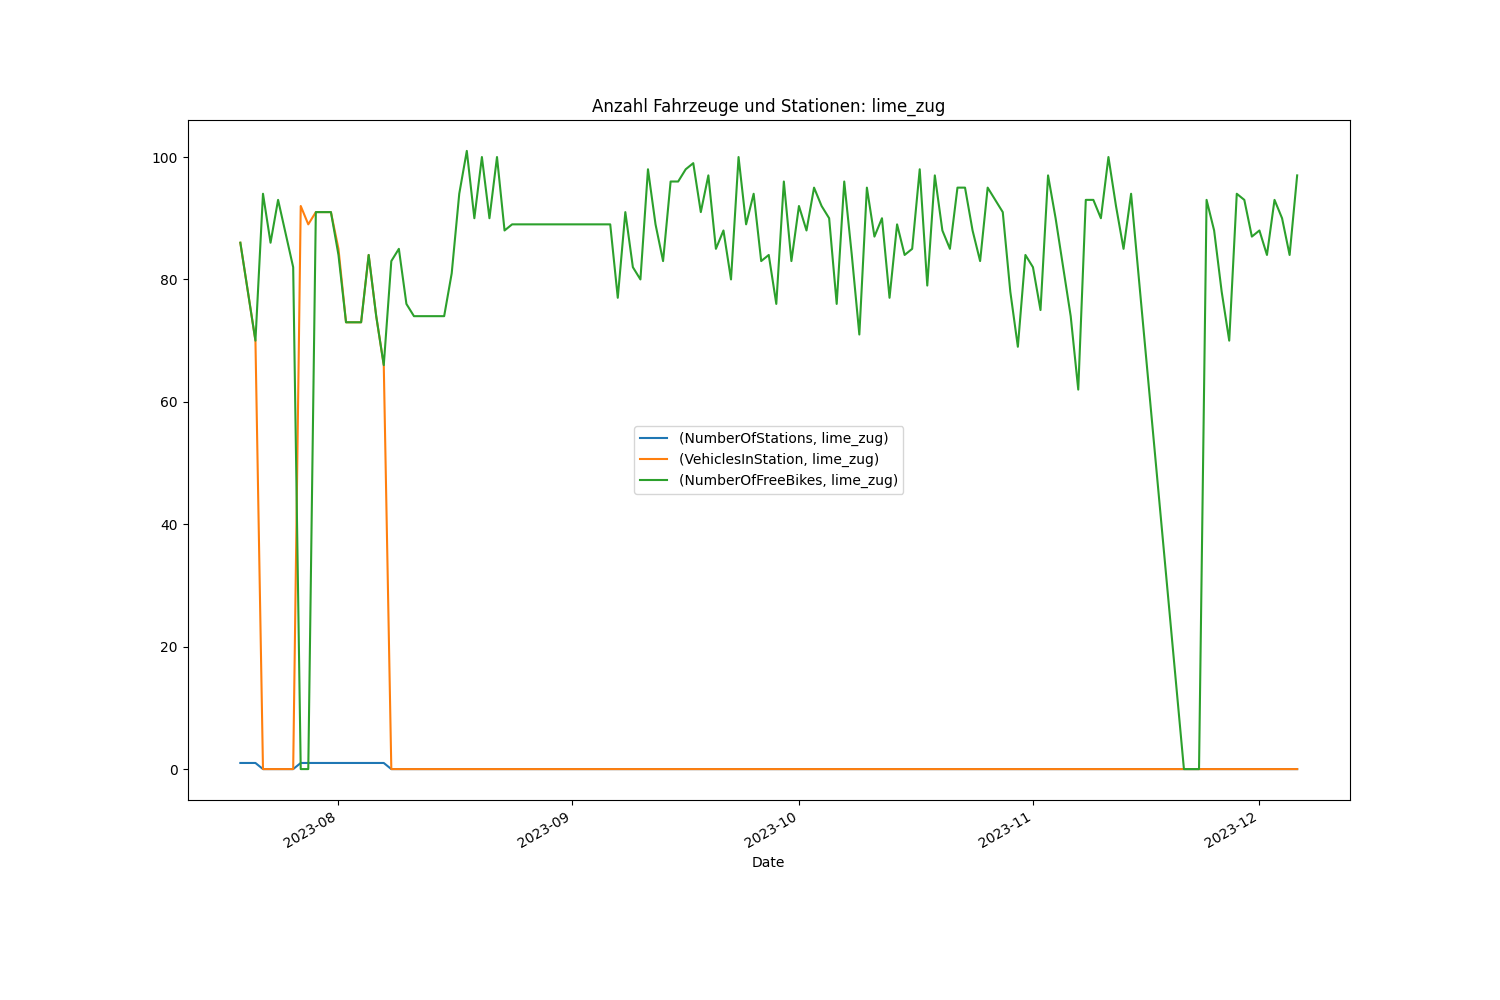 Anzahl Fahrzeuge und Stationen: lime_zug
100
80
60
40
20
0
(NumberOfStations, lime_zug)
(VehiclesInStation, lime_zug)
(NumberOfFreeBikes, lime_zug)
2023-08
2023-09
2023-10
2023-11
2023-12
Date